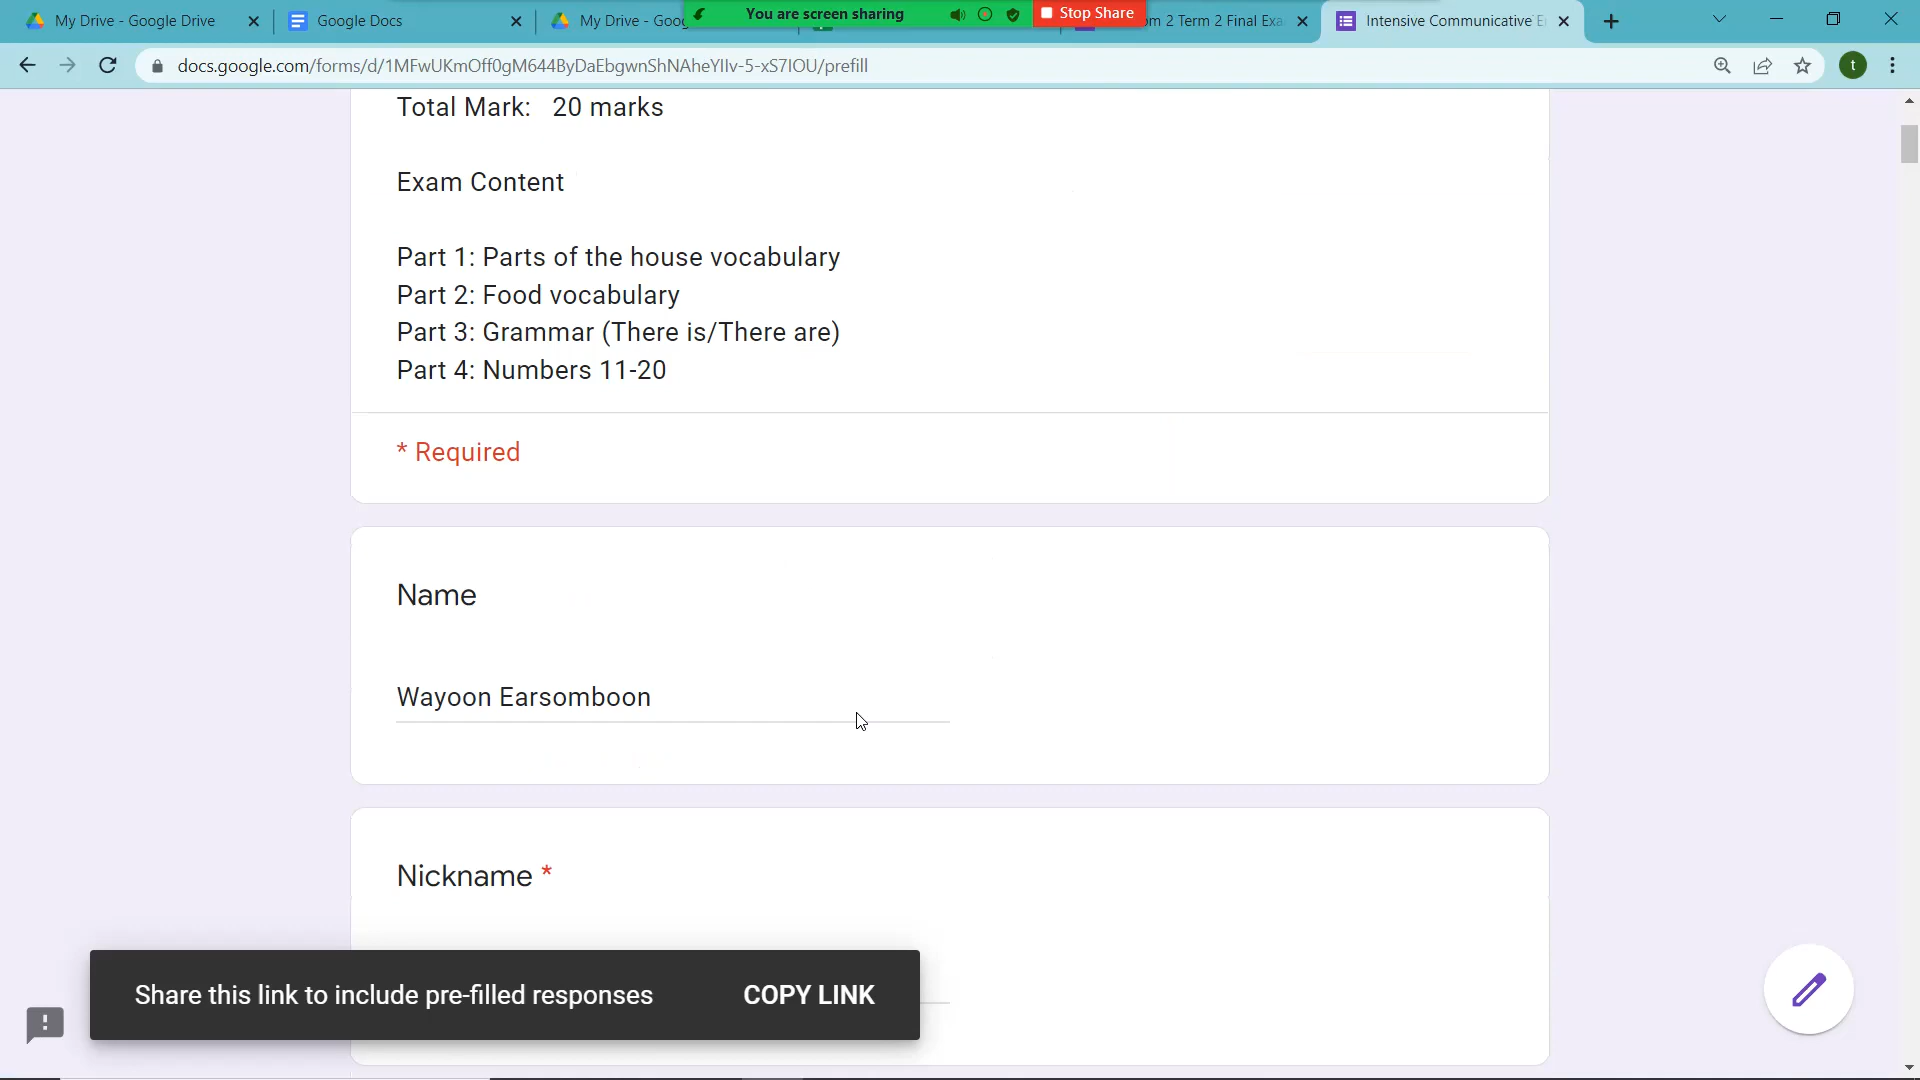 My Drive - Google Drive
Google Docs
My Drive - Goog
You are screen sharing
Stop Share
om 2 Term 2 Final Exa
Intensive Communicative E
docs.google.com/forms/d/1MFwUKmOff0gM644ByDaEbgwnShNAheYIIv-5-xS7IOU/prefill
t
Total Mark: 20 marks
Exam Content
Part 1: Parts of the house vocabulary
Part 2: Food vocabulary
Part 3: Grammar (There is/There are)
Part 4: Numbers 11-20
* Required
Name
Wayoon Earsomboon
Nickname *
Share this link to include pre-filled responses
COPY LINK